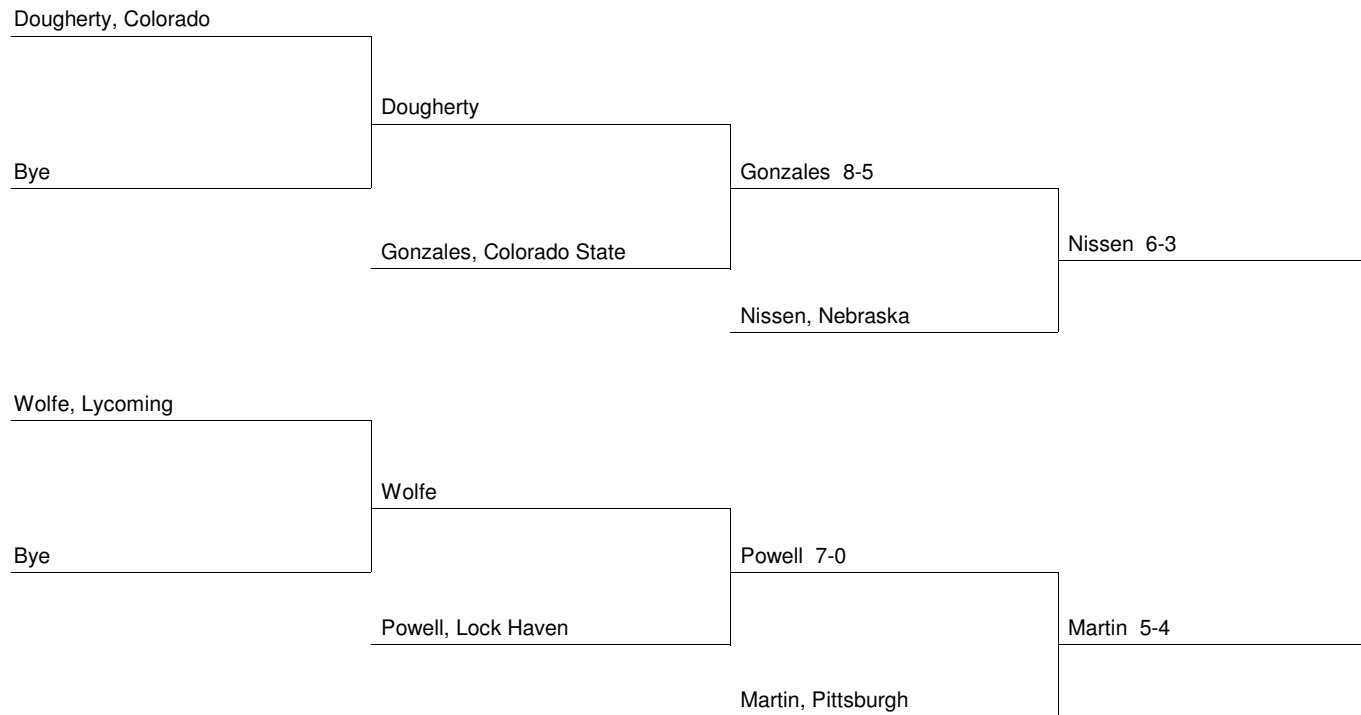 Dougherty, Colorado
Dougherty
Bye
Gonzales 8-5
Gonzales, Colorado State
Nissen 6-3
Nissen, Nebraska
Wolfe, Lycoming
Wolfe
Bye
Powell 7-0
Powell, Lock Haven
Martin 5-4
Martin, Pittsburgh